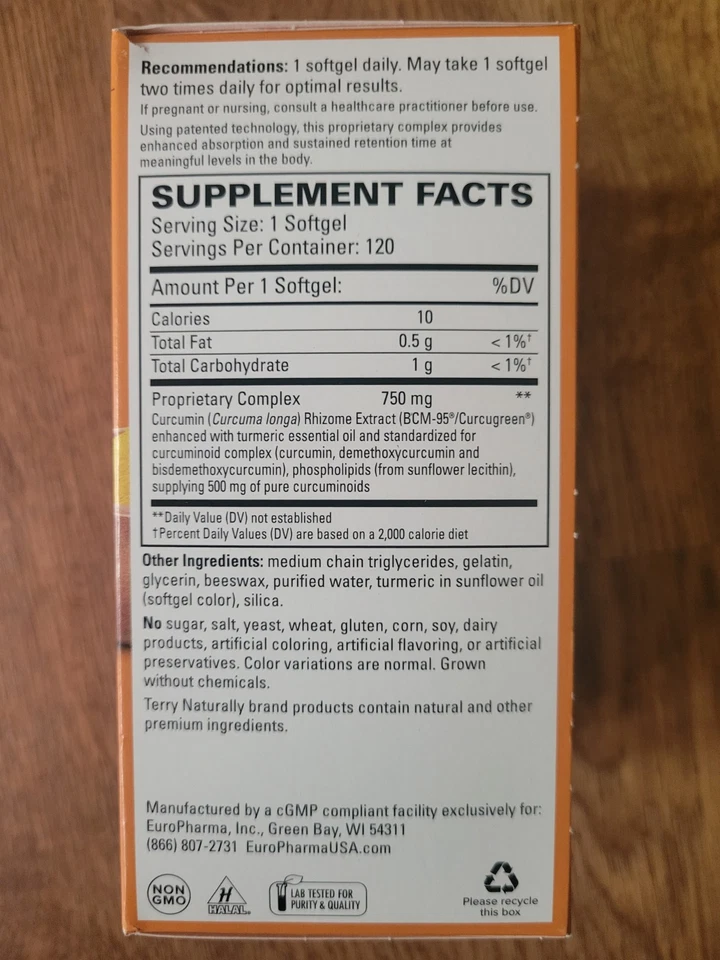 Recommendations: 1 softgel daily. May take 1 softgel
two times daily for optimal results.
If pregnant or nursing, consult a healthcare practitioner before use.
Using patented technology, this proprietary complex provides
enhanced absorption and sustained retention time at
meaningful levels in the body.
SUPPLEMENT FACTS
Serving Size: 1 Softgel
Servings Per Container: 120
Amount Per 1 Softgel: %DV
Calories 10
Total Fat 0.5 g < 1%†
Total Carbohydrate 1 g < 1%†
Proprietary Complex 750 mg **
Curcumin (Curcuma longa) Rhizome Extract (BCM-95®/Curcugreen®)
enhanced with turmeric essential oil and standardized for
curcuminoid complex (curcumin, demethoxycurcumin and
bisdemethoxycurcumin), phospholipids (from sunflower lecithin),
supplying 500 mg of pure curcuminoids
**Daily Value (DV) not established
†Percent Daily Values (DV) are based on a 2,000 calorie diet
Other Ingredients: medium chain triglycerides, gelatin,
glycerin, beeswax, purified water, turmeric in sunflower oil
(softgel color), silica.
No sugar, salt, yeast, wheat, gluten, corn, soy, dairy
products, artificial coloring, artificial flavoring, or artificial
preservatives. Color variations are normal. Grown
without chemicals.
Terry Naturally brand products contain natural and other
premium ingredients.
Manufactured by a cGMP compliant facility exclusively for:
EuroPharma, Inc., Green Bay, WI 54311
(866) 807-2731 EuroPharmaUSA.com
NON
GMO
H
HALAL
LAB TESTED FOR
PURITY & QUALITY
Please recycle
this box